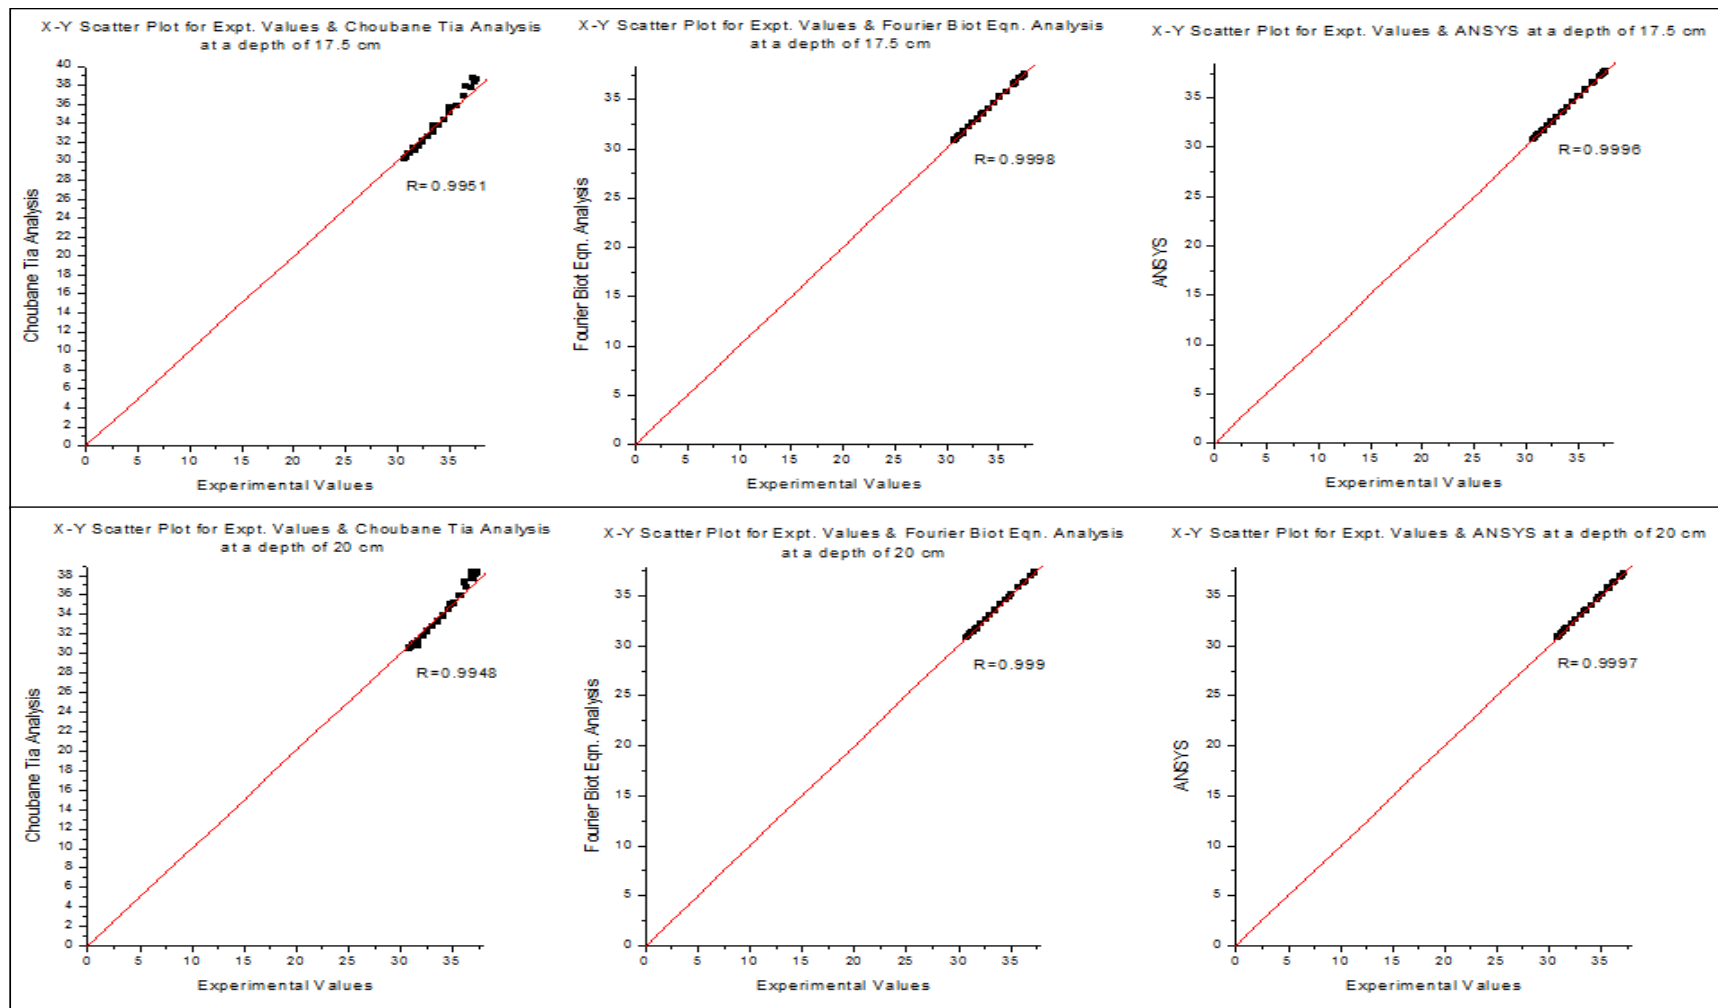 X-Y Scatter Plot for Expt. Values & Choubane Tia Analysis
at a depth of 17.5 cm
40
38
36
34
32
30
28
26
24
22
20
18
16
14
12
10
8
6
4
2
0
Choubane Tia Analysis
R=0.9951
0 5 10 15 20 25 30 35
Experimental Values
X-Y Scatter Plot for Expt. Values & Fourier Biot Eqn. Analysis
at a depth of 17.5 cm
35
30
25
20
15
10
5
0
Fourier Biot Eqn. Analysis
R=0.9998
0 5 10 15 20 25 30 35
Experimental Values
X-Y Scatter Plot for Expt. Values & ANSYS at a depth of 17.5 cm
35
30
25
20
15
10
5
0
ANSYS
R=0.9996
0 5 10 15 20 25 30 35
Experimental Values
X-Y Scatter Plot for Expt. Values & Choubane Tia Analysis
at a depth of 20 cm
38
36
34
32
30
28
26
24
22
20
18
16
14
12
10
8
6
4
2
0
Choubane Tia Analysis
R=0.9948
0 5 10 15 20 25 30 35
Experimental Values
X-Y Scatter Plot for Expt. Values & Fourier Biot Eqn. Analysis
at a depth of 20 cm
35
30
25
20
15
10
5
0
Fourier Biot Eqn. Analysis
R=0.999
0 5 10 15 20 25 30 35
Experimental Values
X-Y Scatter Plot for Expt. Values & ANSYS at a depth of 20 cm
35
30
25
20
15
10
5
0
ANSYS
R=0.9997
0 5 10 15 20 25 30 35
Experimental Values